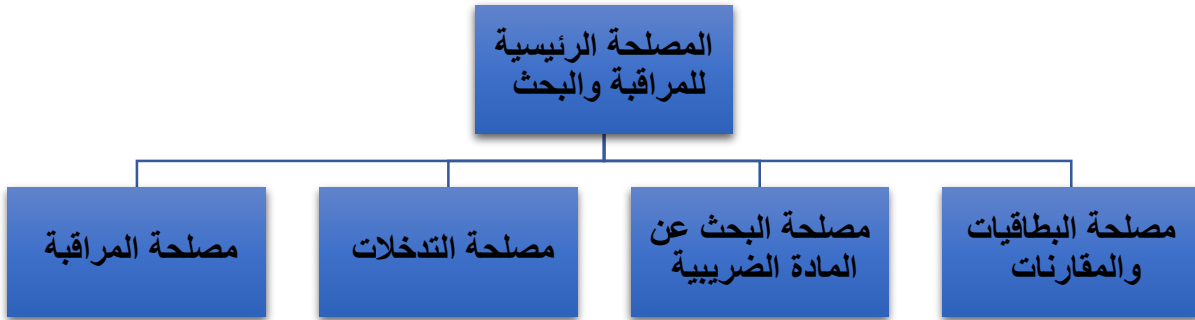 المصلحة الرئيسية
للمراقبة والبحث
مصلحة البطاقيات
والمقارنات
مصلحة البحث عن
المادة الضريبية
مصلحة التدخلات
مصلحة المراقبة